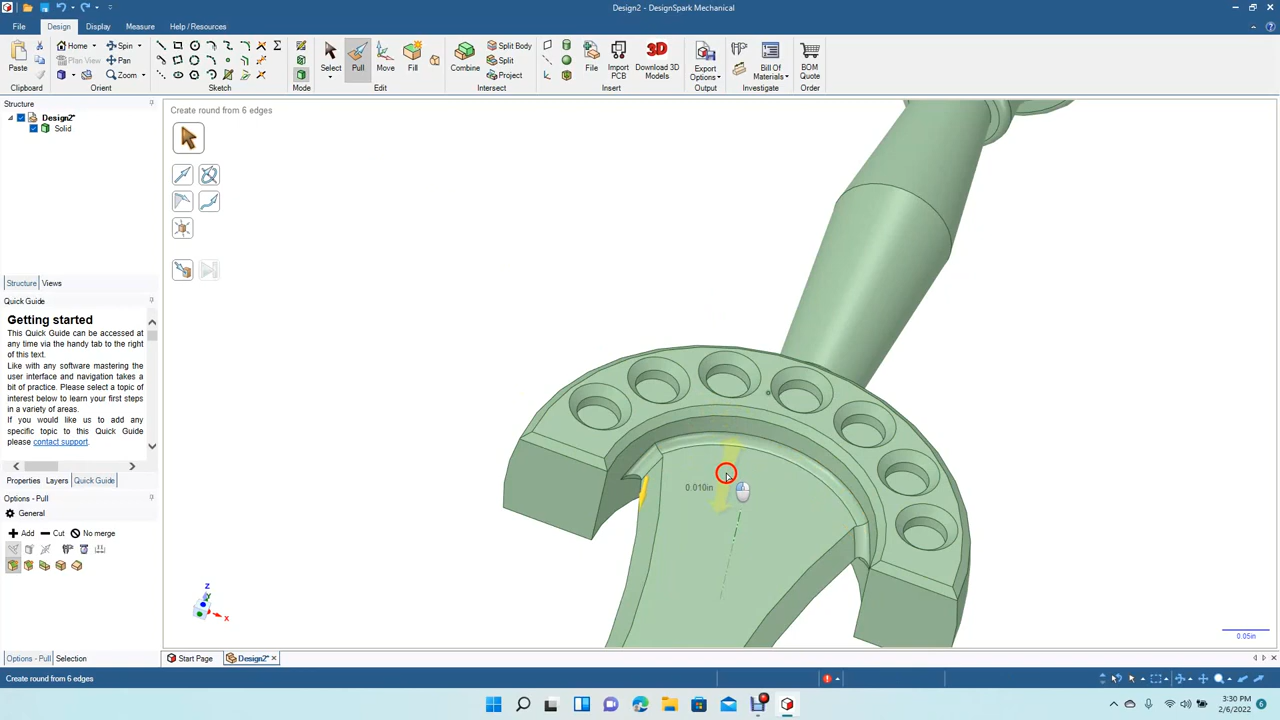 Design2 - DesignSpark Mechanical
File Design Display Measure Help / Resources
Paste
Clipboard
Home Spin
Plan View Pan
Zoom
Orient
Sketch
Mode
Select Pull Move Fill
Edit
Combine
Split Body
Split
Project
Intersect
File Import PCB Download 3D Models
Insert
Export Options
Output
Bill Of Materials
Investigate
BOM Quote
Order
Structure
Design2*
Solid
Create round from 6 edges
Structure Views
Quick Guide
Getting started
This Quick Guide can be accessed at
any time via the handy tab to the right
of this text.
Like with any software mastering the
user interface and navigation takes a
bit of practice. Please select a topic of
interest below to learn your first steps
in a variety of areas.
If you would like us to add any
specific topic to this Quick Guide
please contact support.
Properties Layers Quick Guide
Options - Pull
General
Add Cut No merge
0.010in
Z
Y
X
0.05in
Options - Pull Selection
Start Page Design2*
Create round from 6 edges
3:30 PM
2/6/2022
6